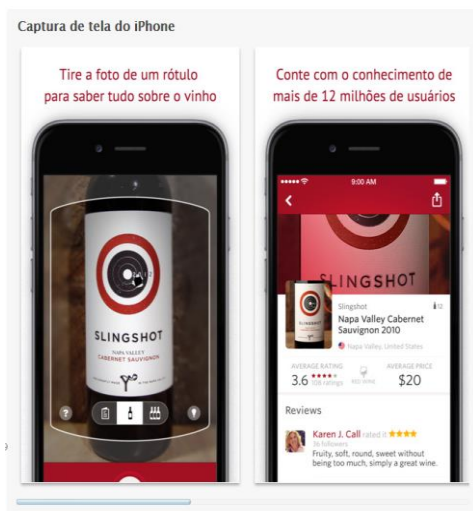 Captura de tela do iPhone
Tire a foto de um rótulo
para saber tudo sobre o vinho
SLINGSHOT
NAPA VALLEY
CABERNET SAUVIGNON
Conte com o conhecimento de
mais de 12 milhões de usuários
9:00 AM
SLINGSHOT
Slingshot
12
Napa Valley Cabernet
Sauvignon 2010
Napa Valley, United States
AVERAGE RATING
3.6
108 ratings
RED WINE
AVERAGE PRICE
$20
Reviews
Karen J. Call rated it
36 followers
Fruity, soft, round, sweet without
being too much, simply a great wine.